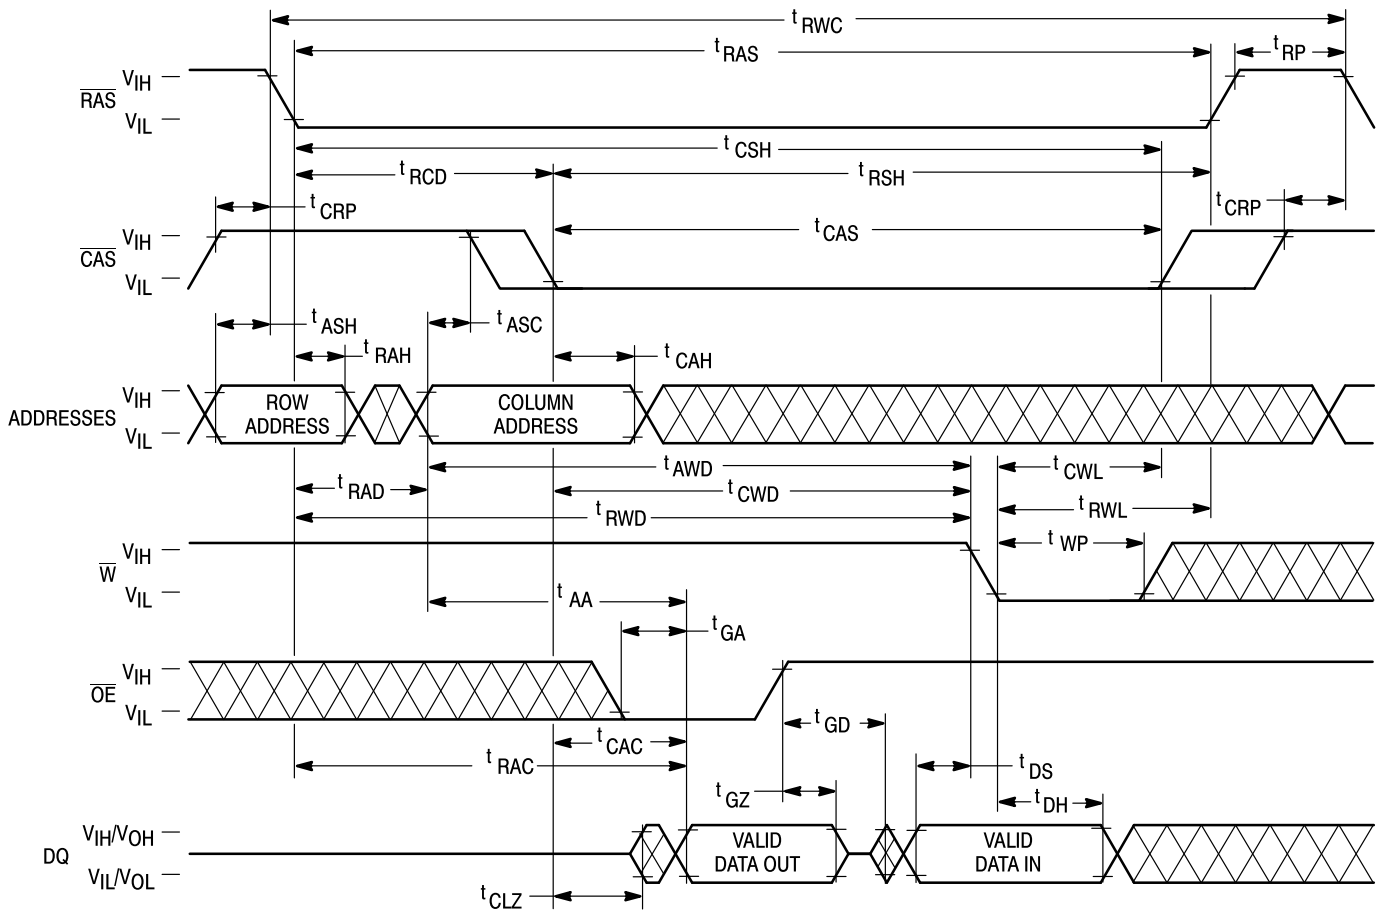 tRWC
tRAS
tRP
RAS
VIH
VIL
tCSH
tRCD
tRSH
tCRP
tCRP
CAS
VIH
VIL
tCAS
tASH
tASC
tRAH
tCAH
ADDRESSES
VIH
VIL
ROW
ADDRESS
COLUMN
ADDRESS
tAWD
tCWL
tRAD
tCWD
tRWL
tRWD
W
VIH
VIL
tWP
tAA
tGA
OE
VIH
VIL
tGD
tCAC
tRAC
tDS
tGZ
tDH
DQ
VIH/VOH
VIL/VOL
VALID
DATA OUT
VALID
DATA IN
tCLZ